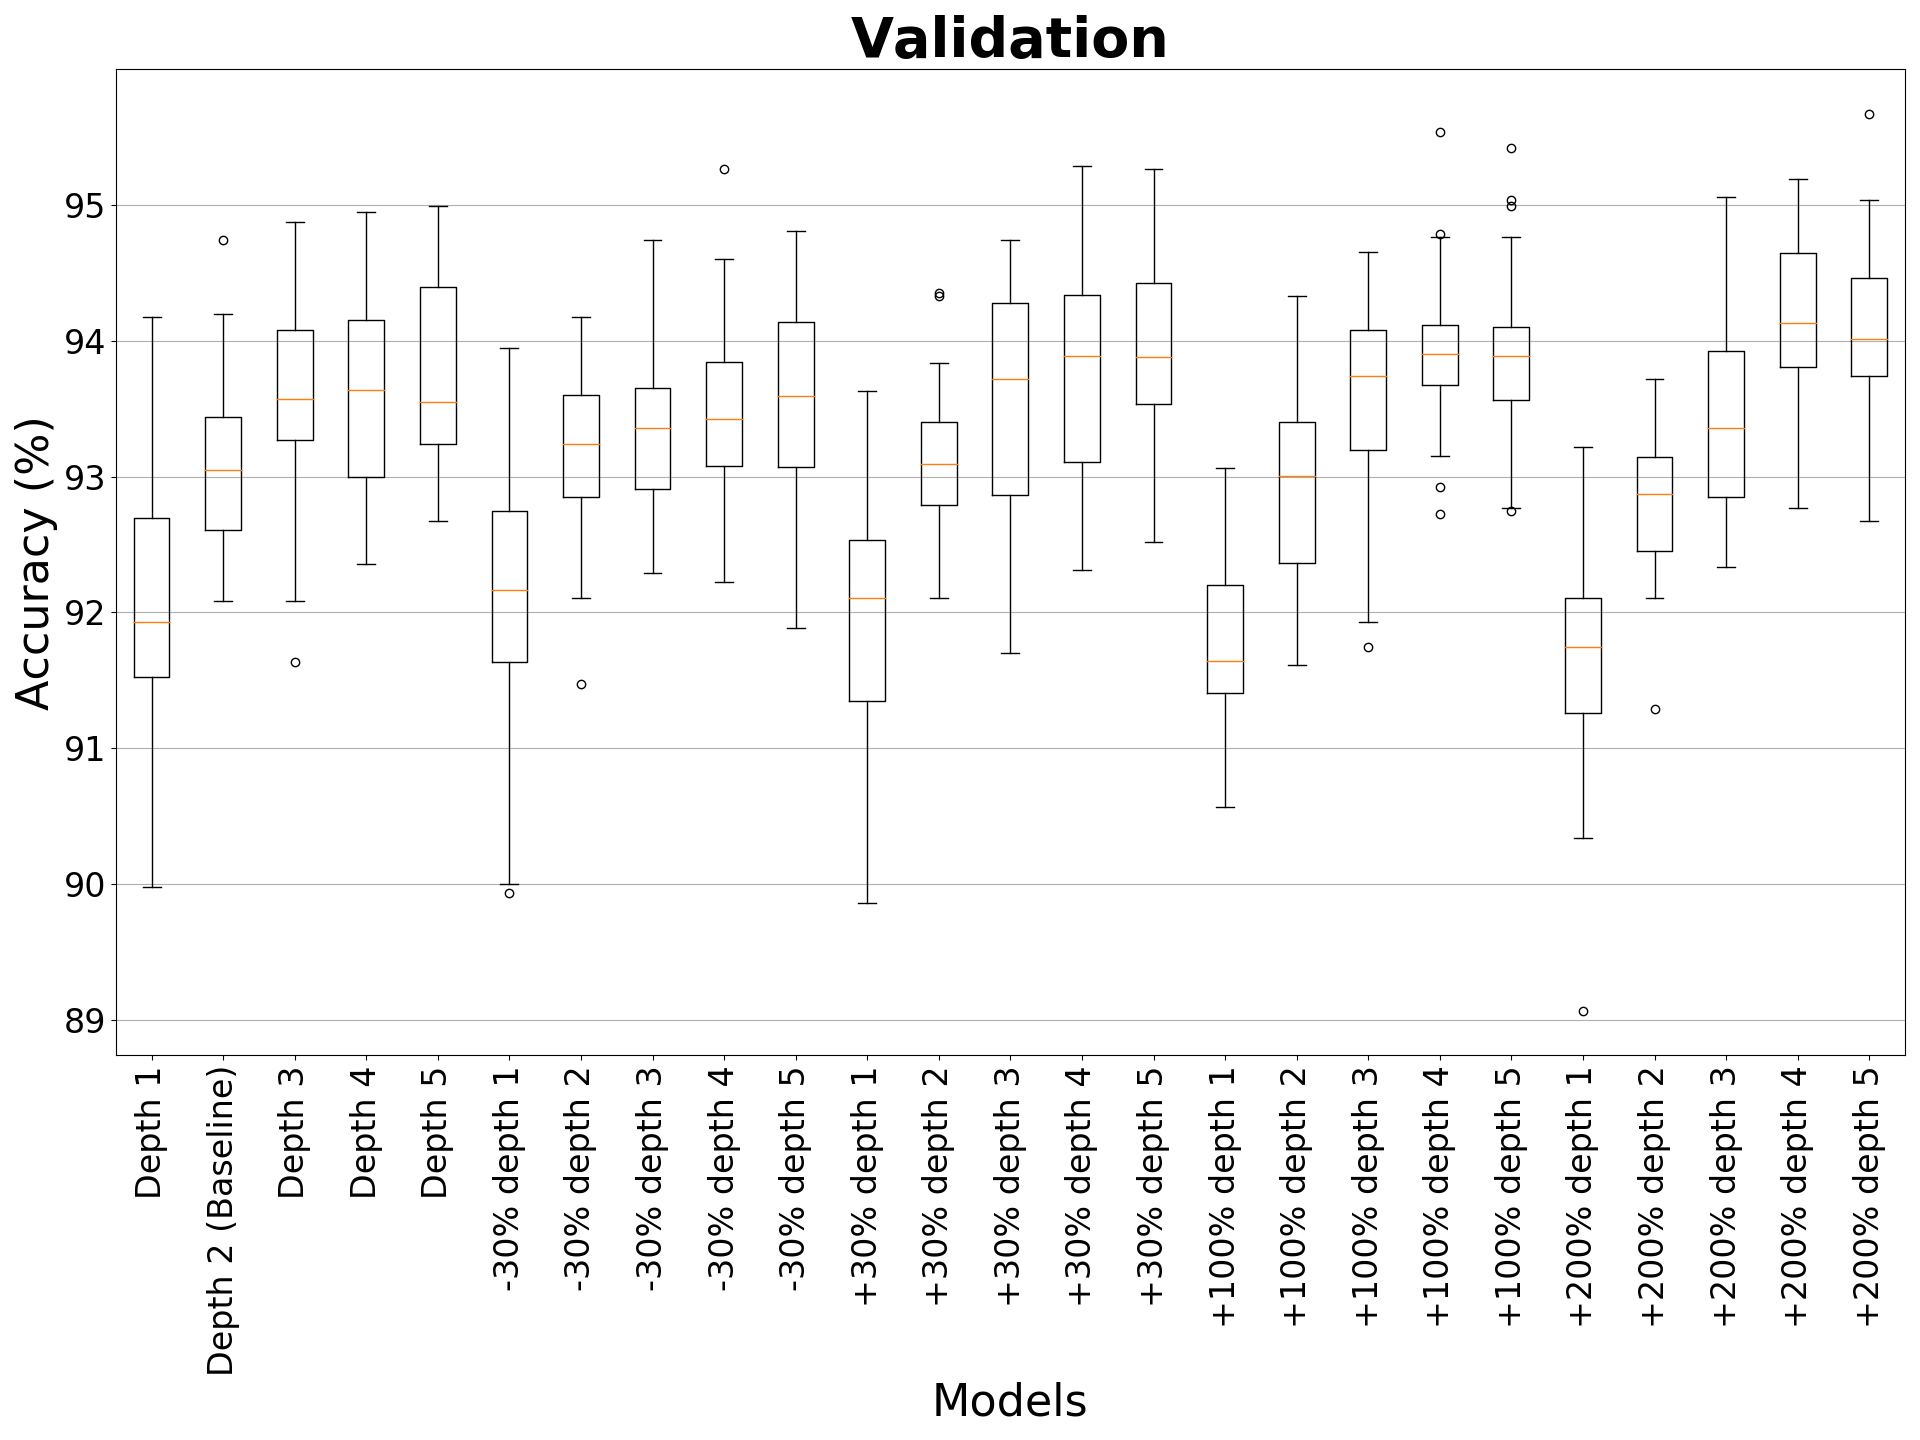 Validation
Accuracy (%)
95
94
93
92
91
90
89
Depth 1
Depth 2 (Baseline)
Depth 3
Depth 4
Depth 5
-30% depth 1
-30% depth 2
-30% depth 3
-30% depth 4
-30% depth 5
+30% depth 1
+30% depth 2
+30% depth 3
+30% depth 4
+30% depth 5
+100% depth 1
+100% depth 2
+100% depth 3
+100% depth 4
+100% depth 5
+200% depth 1
+200% depth 2
+200% depth 3
+200% depth 4
+200% depth 5
Models